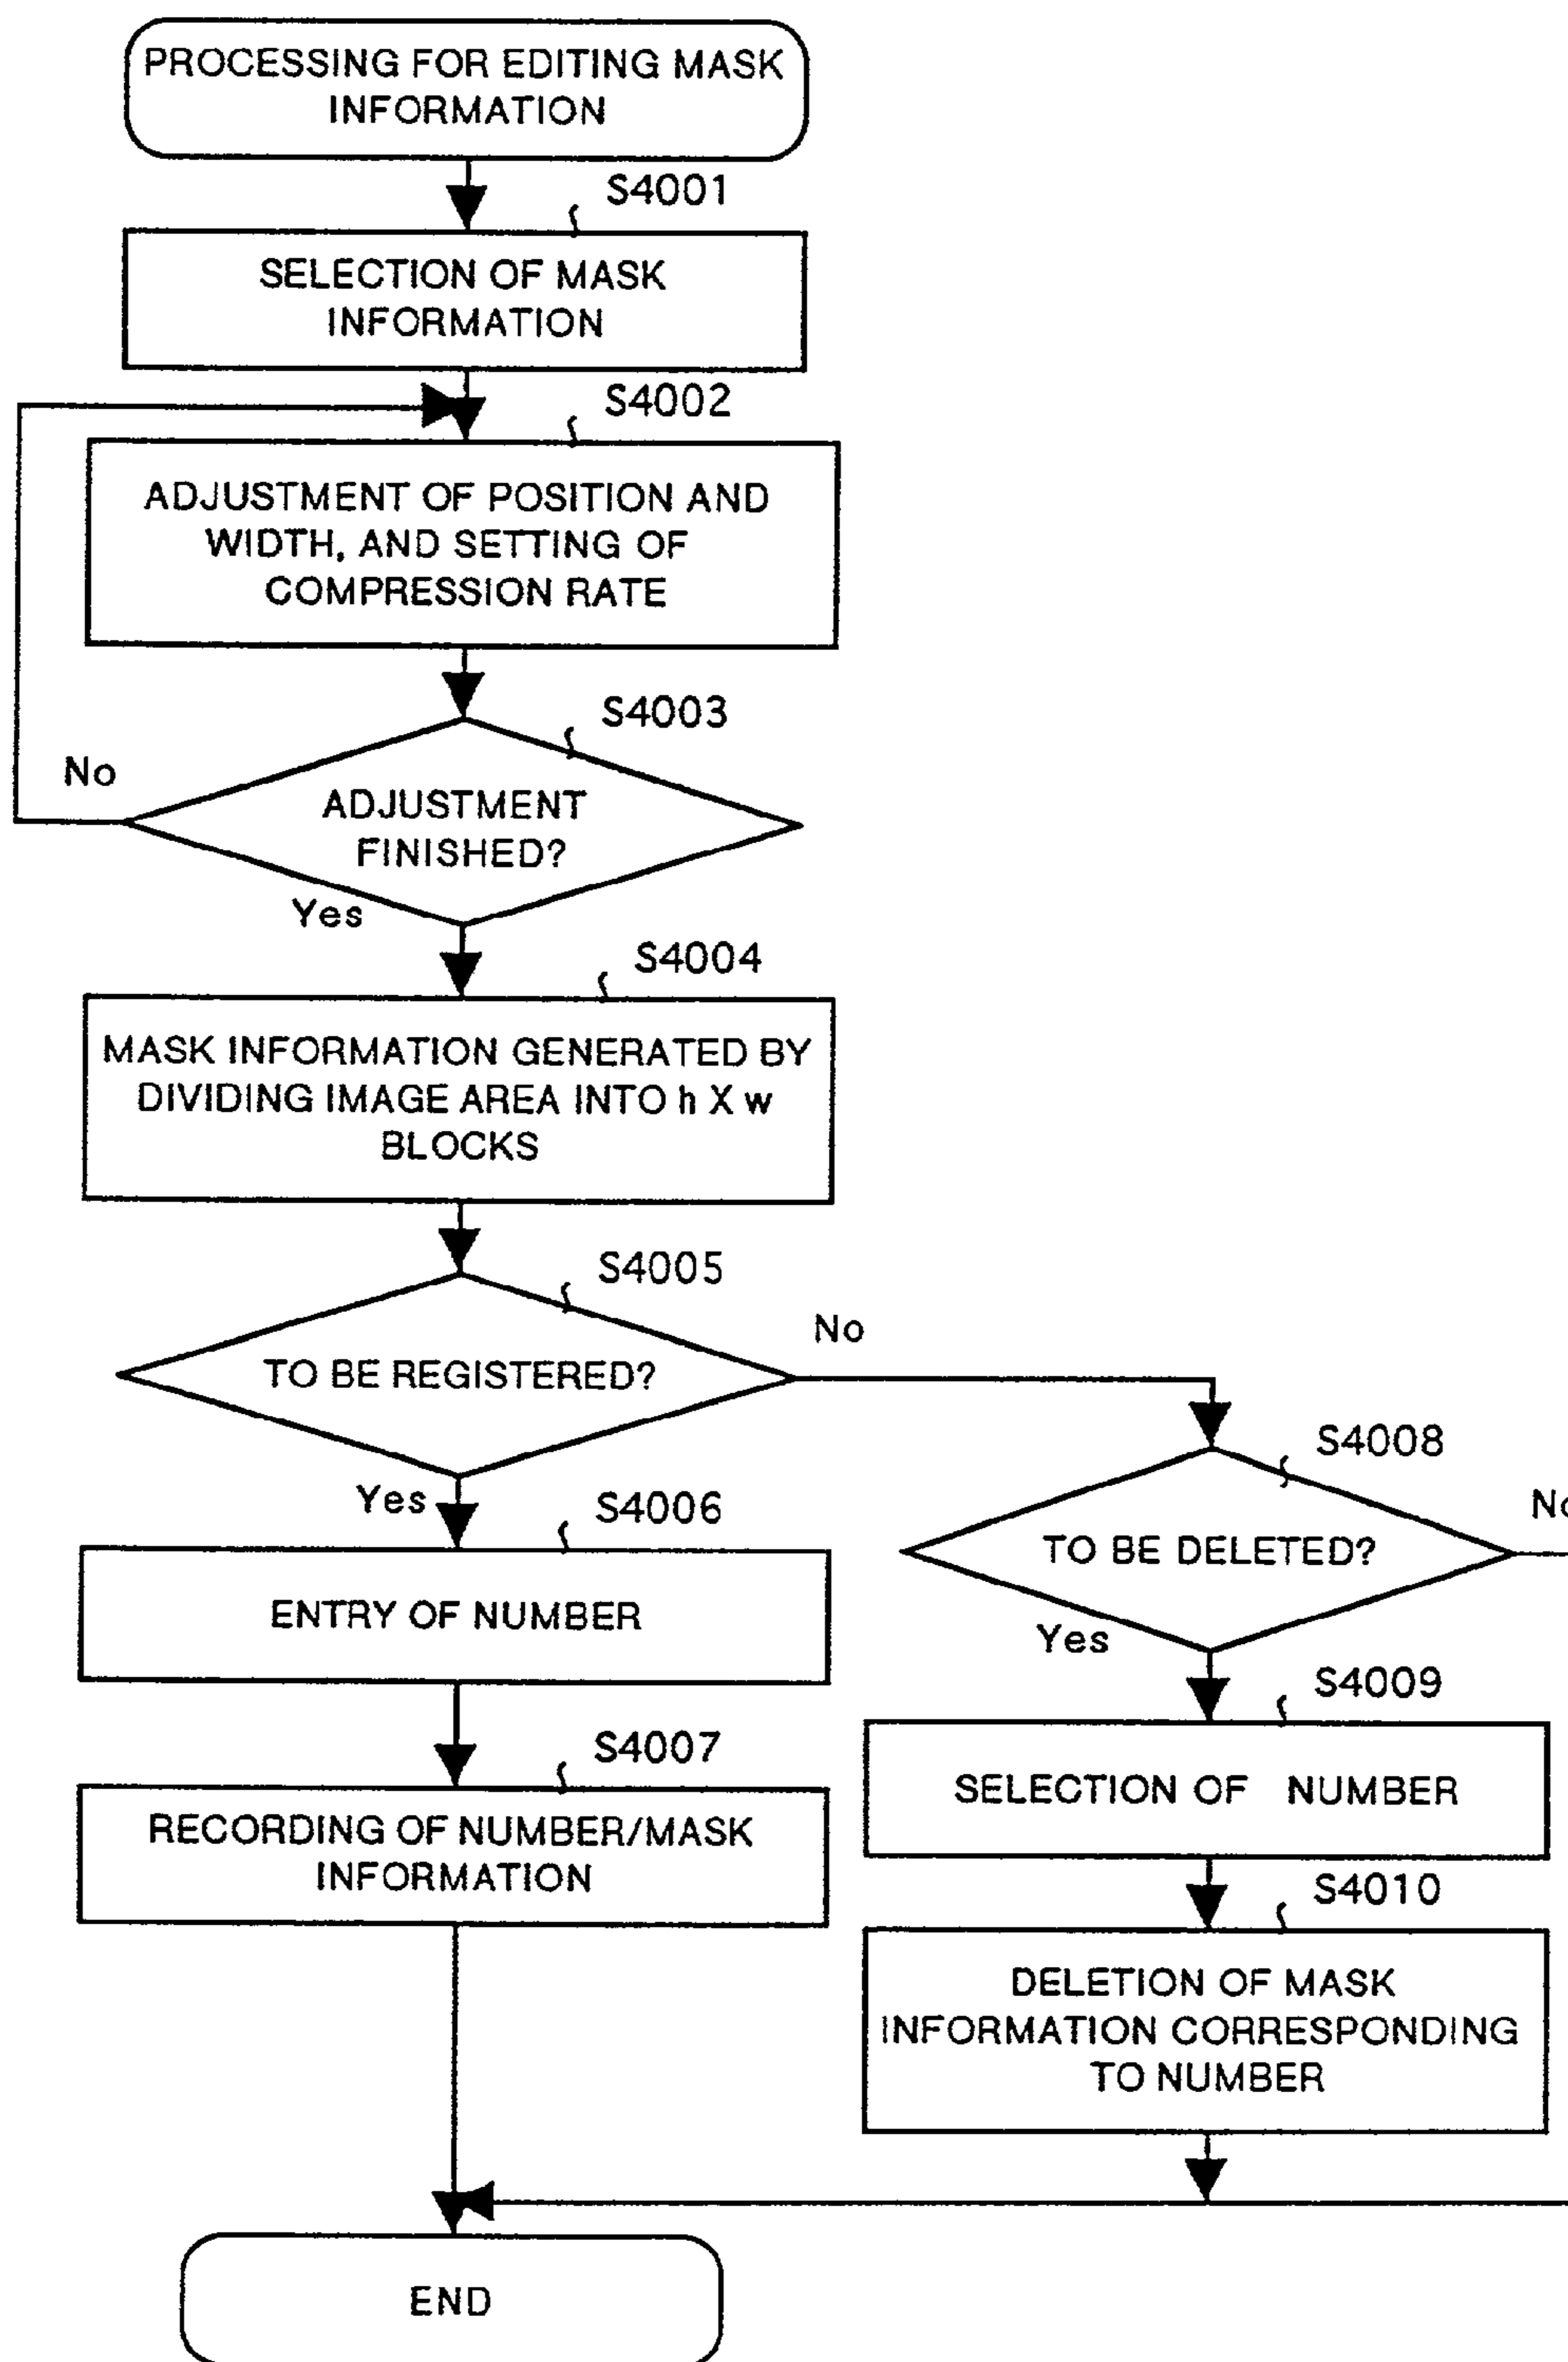 PROCESSING FOR EDITING MASK
INFORMATION
S4001
SELECTION OF MASK
INFORMATION
S4002
ADJUSTMENT OF POSITION AND
WIDTH, AND SETTING OF
COMPRESSION RATE
S4003
No
ADJUSTMENT
FINISHED?
Yes
S4004
MASK INFORMATION GENERATED BY
DIVIDING IMAGE AREA INTO h X w
BLOCKS
S4005
No
TO BE REGISTERED?
Yes
S4006
ENTRY OF NUMBER
S4007
RECORDING OF NUMBER/MASK
INFORMATION
S4008
No
TO BE DELETED?
Yes
S4009
SELECTION OF NUMBER
S4010
DELETION OF MASK
INFORMATION CORRESPONDING
TO NUMBER
END